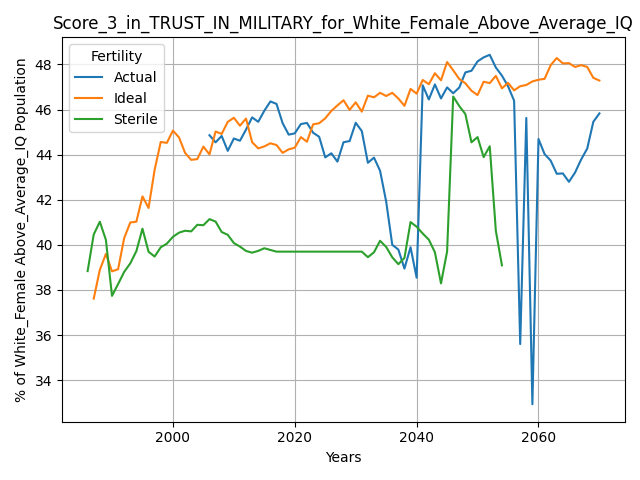 Score_3_in_TRUST_IN_MILITARY_for_White_Female_Above_Average_IQ
% of White_Female Above_Average_IQ Population
48
46
44
42
40
38
36
34
Fertility
Actual
Ideal
Sterile
2000
2020
2040
2060
Years